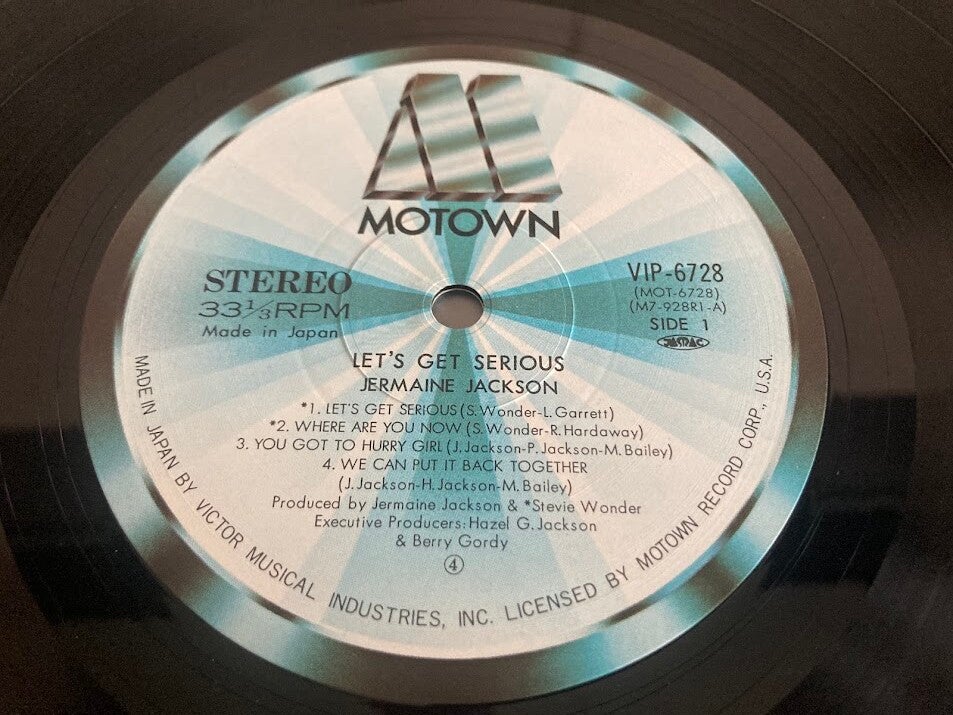 MOTOWN
STEREO
33⅓RPM
Made in Japan
VIP-6728
(MOT-6728)
(M7-928R1-A)
SIDE 1
JASRAC
LET'S GET SERIOUS
JERMAINE JACKSON
*1. LET'S GET SERIOUS (S. Wonder-L. Garrett)
*2. WHERE ARE YOU NOW (S. Wonder-R. Hardaway)
3. YOU GOT TO HURRY GIRL (J. Jackson-P. Jackson-M. Bailey)
4. WE CAN PUT IT BACK TOGETHER
(J. Jackson-H. Jackson-M. Bailey)
Produced by Jermaine Jackson & *Stevie Wonder
Executive Producers: Hazel G. Jackson
& Berry Gordy
④
MADE IN JAPAN BY VICTOR MUSICAL INDUSTRIES, INC. LICENSED BY MOTOWN RECORD CORP., U.S.A.